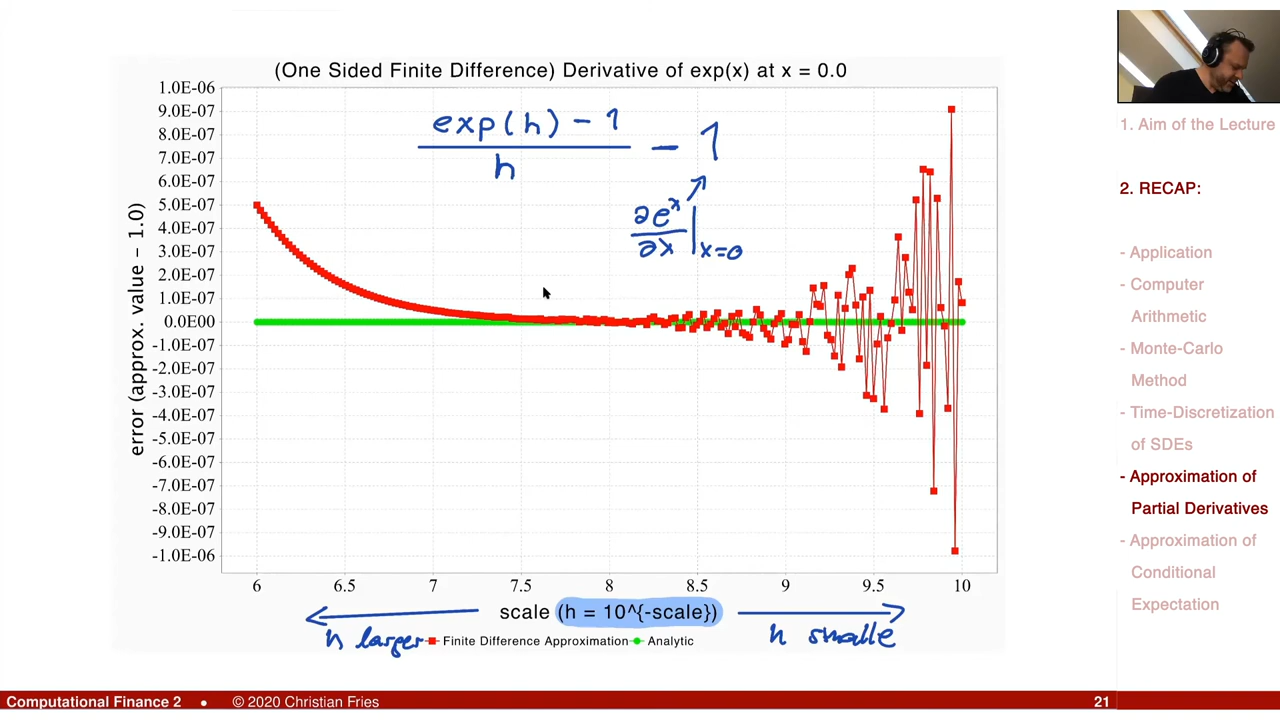 (One Sided Finite Difference) Derivative of exp(x) at x = 0.0
1.0E-06
9.0E-07
8.0E-07
7.0E-07
6.0E-07
5.0E-07
4.0E-07
3.0E-07
2.0E-07
1.0E-07
0.0E00
-1.0E-07
-2.0E-07
-3.0E-07
-4.0E-07
-5.0E-07
-6.0E-07
-7.0E-07
-8.0E-07
-9.0E-07
-1.0E-06
error (approx. value - 1.0)
exp(h) - 1
h
- 1
∂e^x
∂x
x=0
6 6.5 7 7.5 8 8.5 9 9.5 10
scale (h = 10^{-scale})
h larger
h smalle
Finite Difference Approximation Analytic
1. Aim of the Lecture
2. RECAP:
- Application
- Computer
Arithmetic
- Monte-Carlo
Method
- Time-Discretization
of SDEs
- Approximation of
Partial Derivatives
- Approximation of
Conditional
Expectation
Computational Finance 2 • © 2020 Christian Fries
21